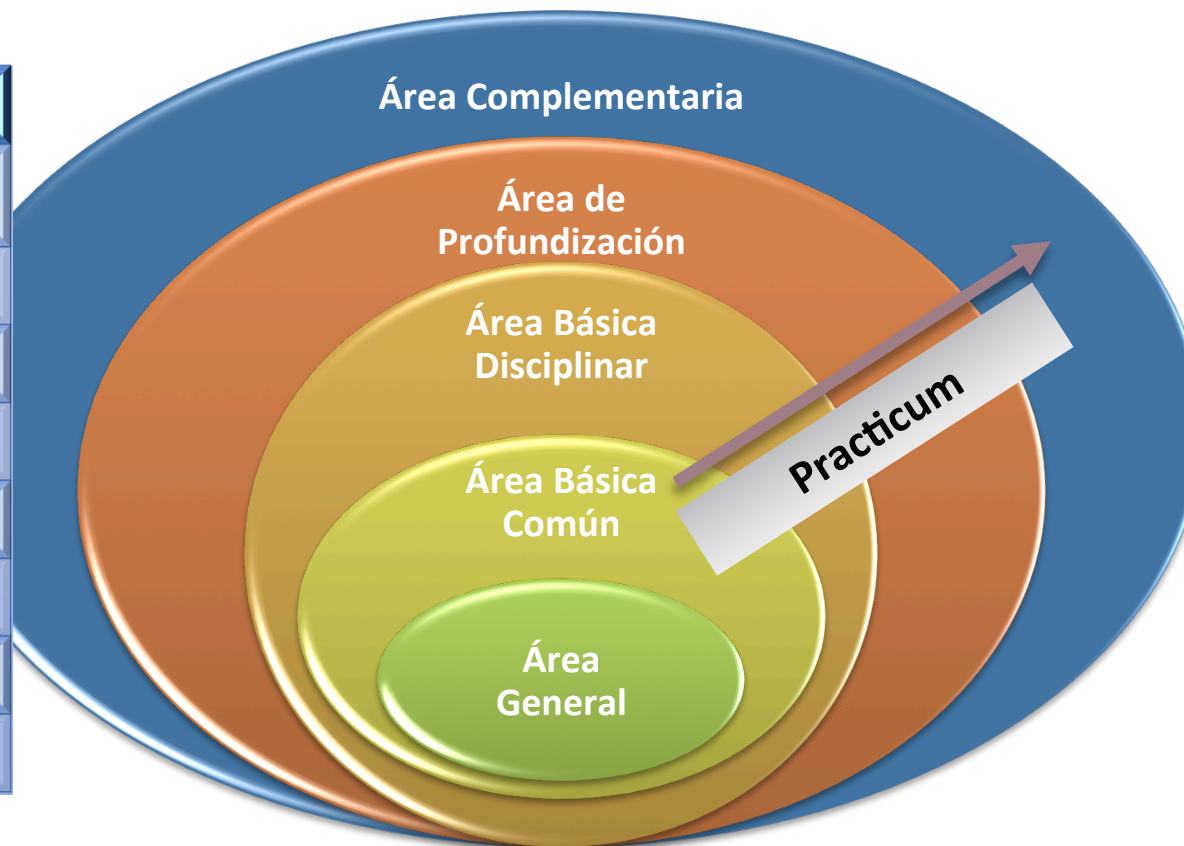 Área Complementaria
Área de
Profundización
Área Básica
Disciplinar
Practicum
Área Básica
Común
Área
General